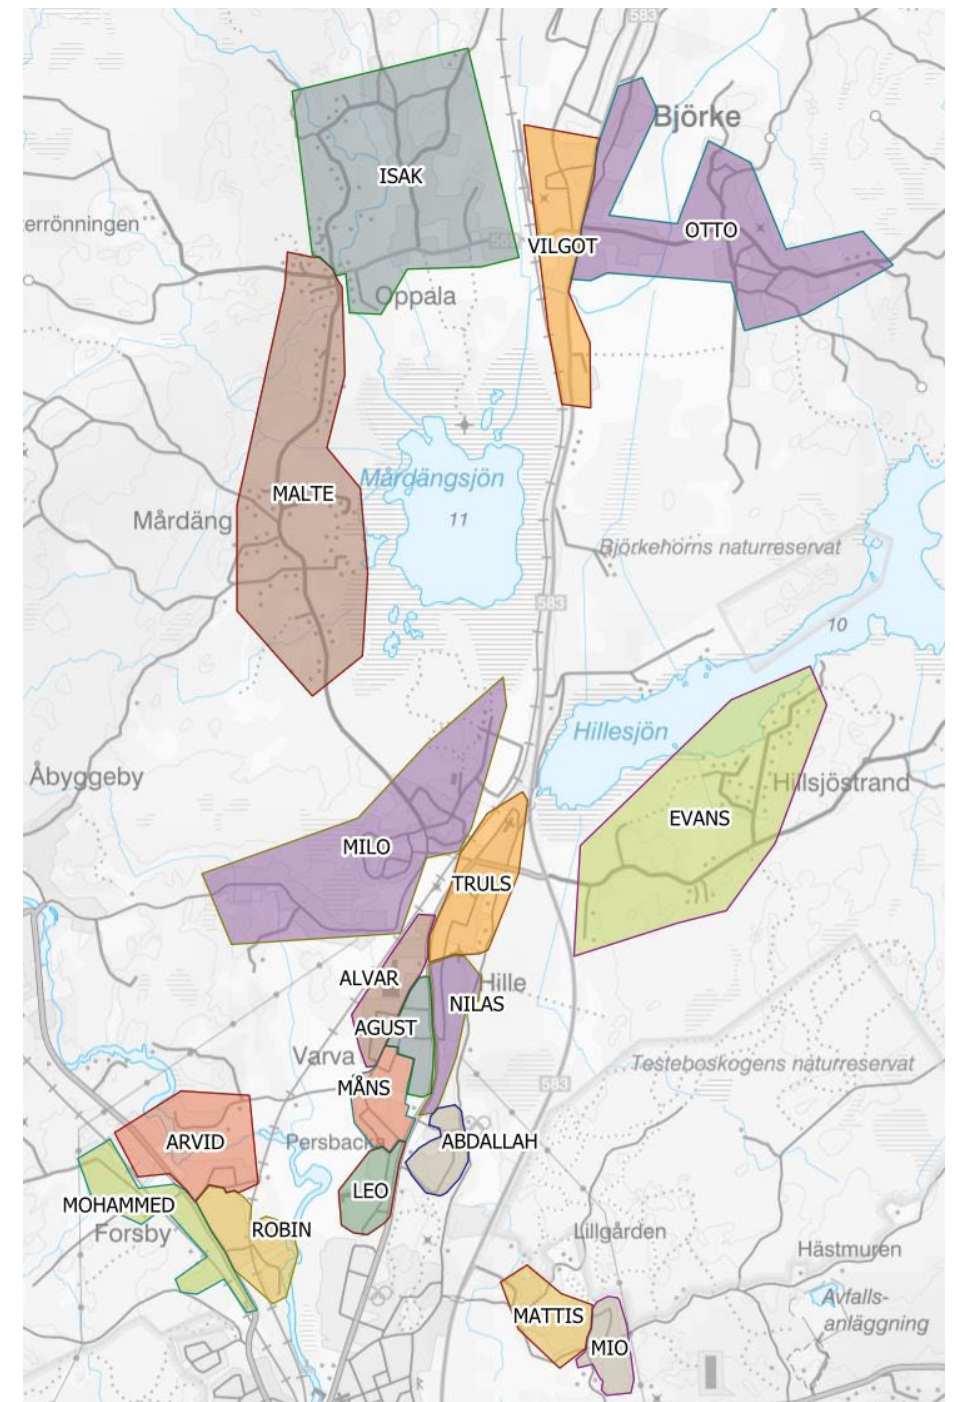 583
Björke
ISAK
errönningen
OTTO
VILGOT
Oppala
Mårdängsjön
MALTE
11
Mårdäng
Björkehorns naturreservat
583
10
Hillesjön
Åbyggeby
Hillsjöstrand
EVANS
MILO
TRULS
ALVAR
Hille
NILAS
AGUST
Varva
Testeboskogens naturreservat
583
MÅNS
ARVID
Persbacka
ABDALLAH
LEO
MOHAMMED
Forsby
ROBIN
Lillgården
Hästmuren
Avfalls-
anläggning
MATTIS
MIO